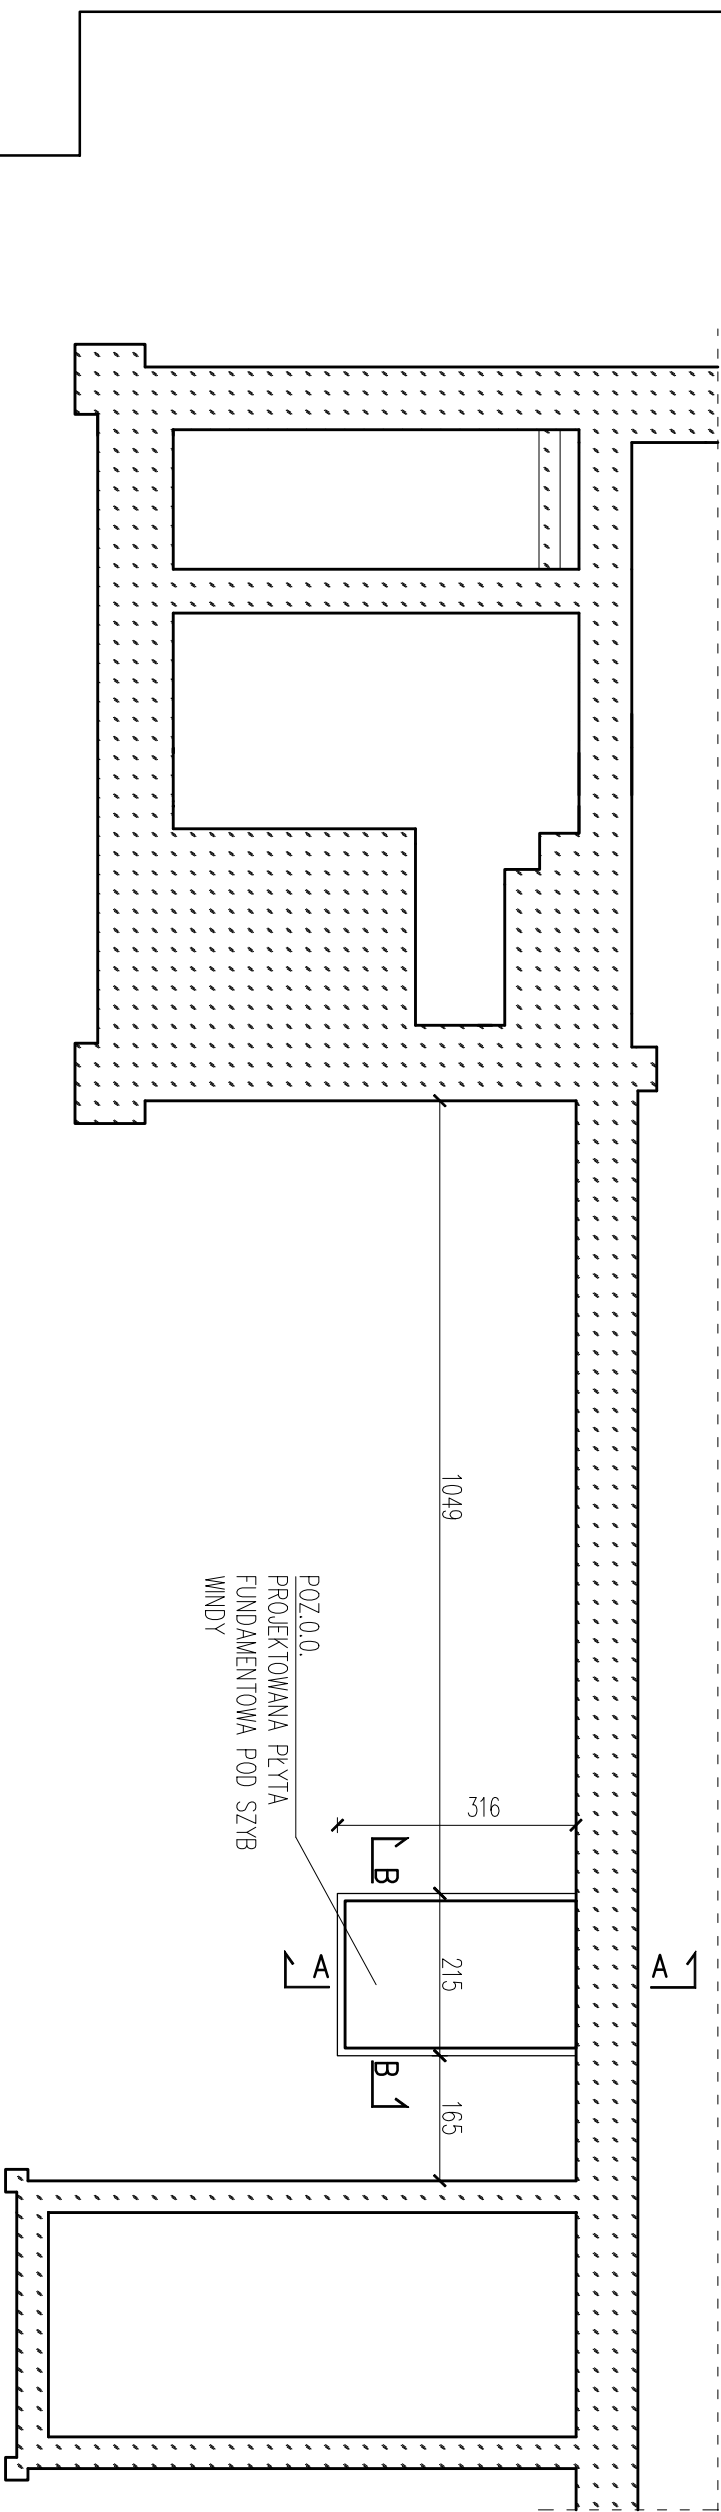 1049
POZ.0.0.
PROJEKTOWANA PŁYTA
FUNDAMENTOWA POD SZYB
WINDY
316
B
A
A
215
B
165